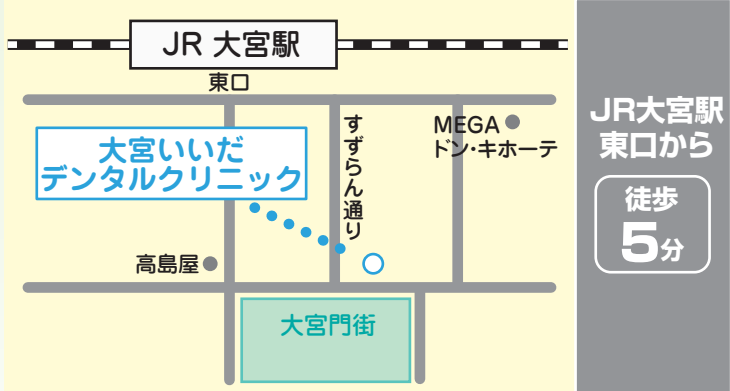 JR 大宮駅
東口
大宮いいだ
デンタルクリニック
すずらん通り
MEGA
ドン・キホーテ
高島屋
大宮門街
JR大宮駅
東口から
徒歩
5分